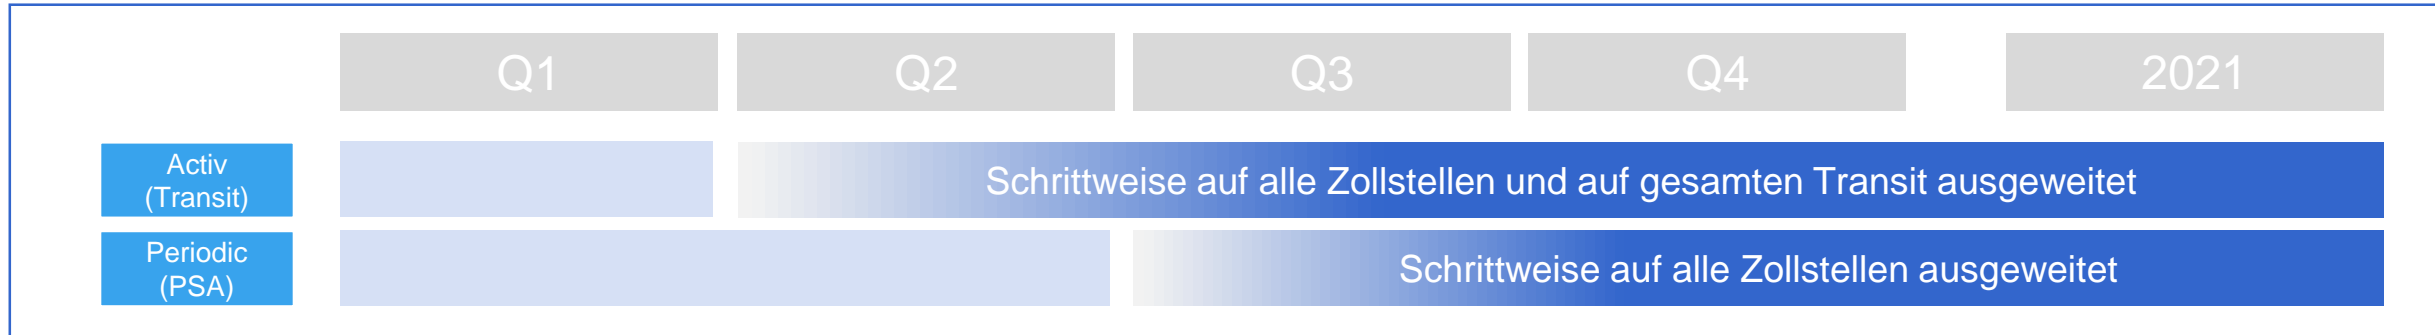 Q1
Q2
Q3
Q4
2021
Activ
(Transit)
Schrittweise auf alle Zollstellen und auf gesamten Transit ausgeweitet
Periodic
(PSA)
Schrittweise auf alle Zollstellen ausgeweitet